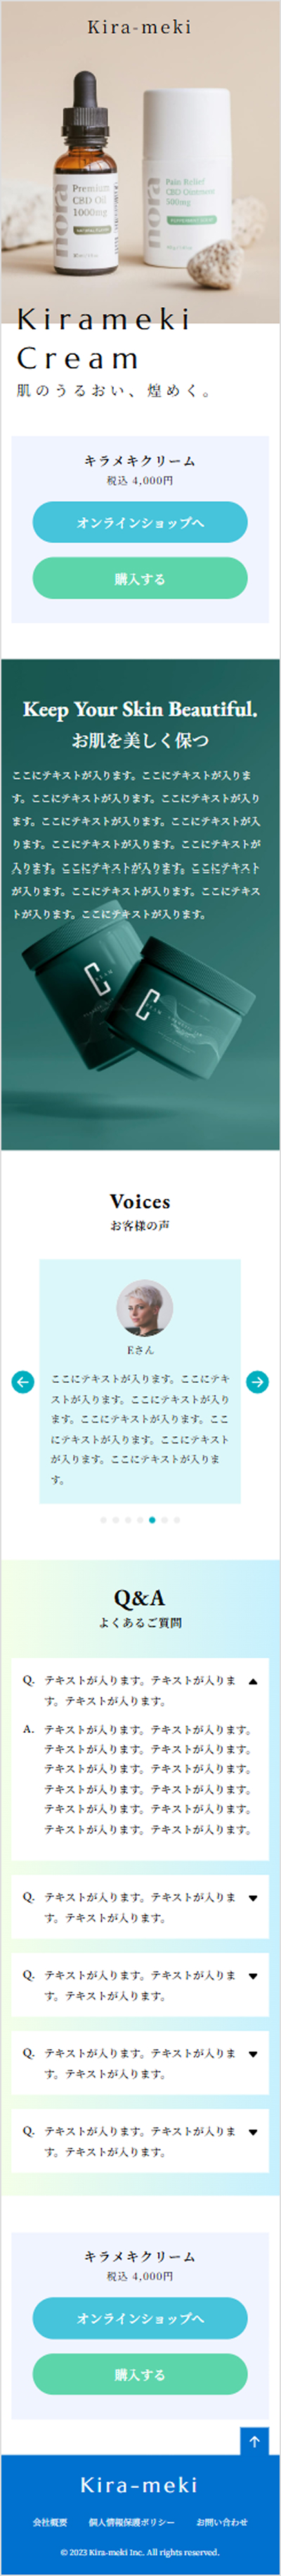 Kira-meki
nora
Premium
CBD Oil
1000mg
nora
Pain Relief
CBD Ointment
500mg
Kirameki
Cream
肌のうるおい、煌めく。
キラメキクリーム
税込 4,000円
オンラインショップへ
購入する
Keep Your Skin Beautiful.
お肌を美しく保つ
ここにテキストが入ります。ここにテキストが入りま
す。ここにテキストが入ります。ここにテキストが入り
ます。ここにテキストが入ります。ここにテキストが入
ります。ここにテキストが入ります。ここにテキストが
入ります。ここにテキストが入ります。ここにテキスト
が入ります。ここにテキストが入ります。ここにテキス
トが入ります。ここにテキストが入ります。
Voices
お客様の声
Eさん
ここにテキストが入ります。ここにテキ
ストが入ります。ここにテキストが入り
ます。ここにテキストが入ります。ここ
にテキストが入ります。ここにテキスト
が入ります。ここにテキストが入りま
す。
Q&A
よくあるご質問
Q. テキストが入ります。テキストが入りま
す。テキストが入ります。
A. テキストが入ります。テキストが入ります。
テキストが入ります。テキストが入ります。
テキストが入ります。テキストが入ります。
テキストが入ります。テキストが入ります。
テキストが入ります。テキストが入ります。
テキストが入ります。テキストが入ります。
Q. テキストが入ります。テキストが入りま
す。テキストが入ります。
Q. テキストが入ります。テキストが入りま
す。テキストが入ります。
Q. テキストが入ります。テキストが入りま
す。テキストが入ります。
Q. テキストが入ります。テキストが入りま
す。テキストが入ります。
キラメキクリーム
税込 4,000円
オンラインショップへ
購入する
Kira-meki
会社概要 個人情報保護ポリシー お問い合わせ
© 2023 Kira-meki Inc. All rights reserved.